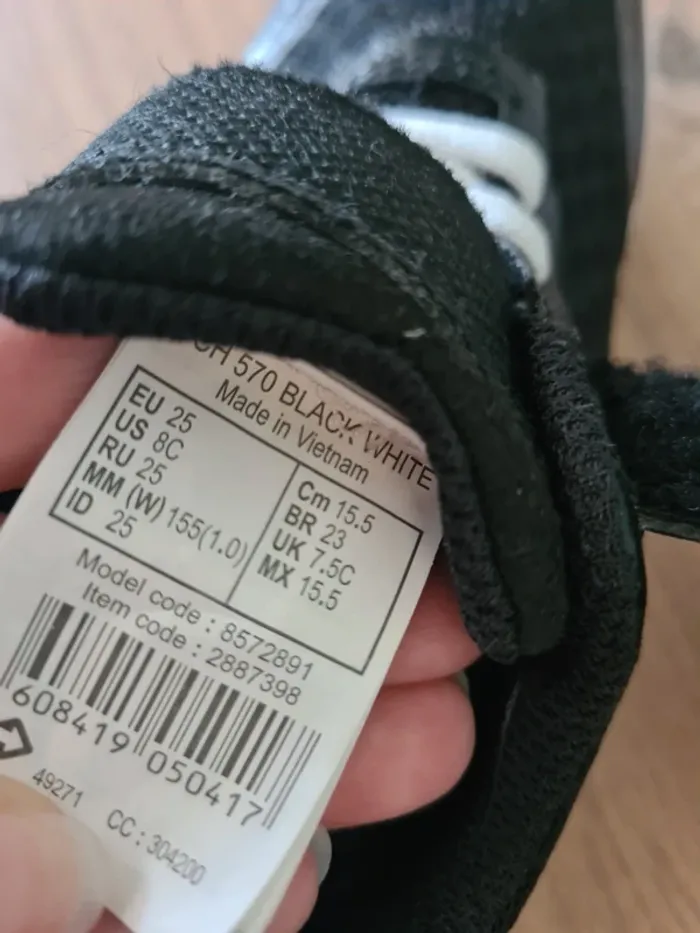 CH 570 BLACK WHITE
Made in Vietnam
EU 25
US 8C
RU 25
MM (W) 155(1.0)
ID 25
Cm 15.5
BR 23
UK 7.5C
MX 15.5
Model code : 8572891
Item code : 2887398
608419 050417
49271 CC : 304200